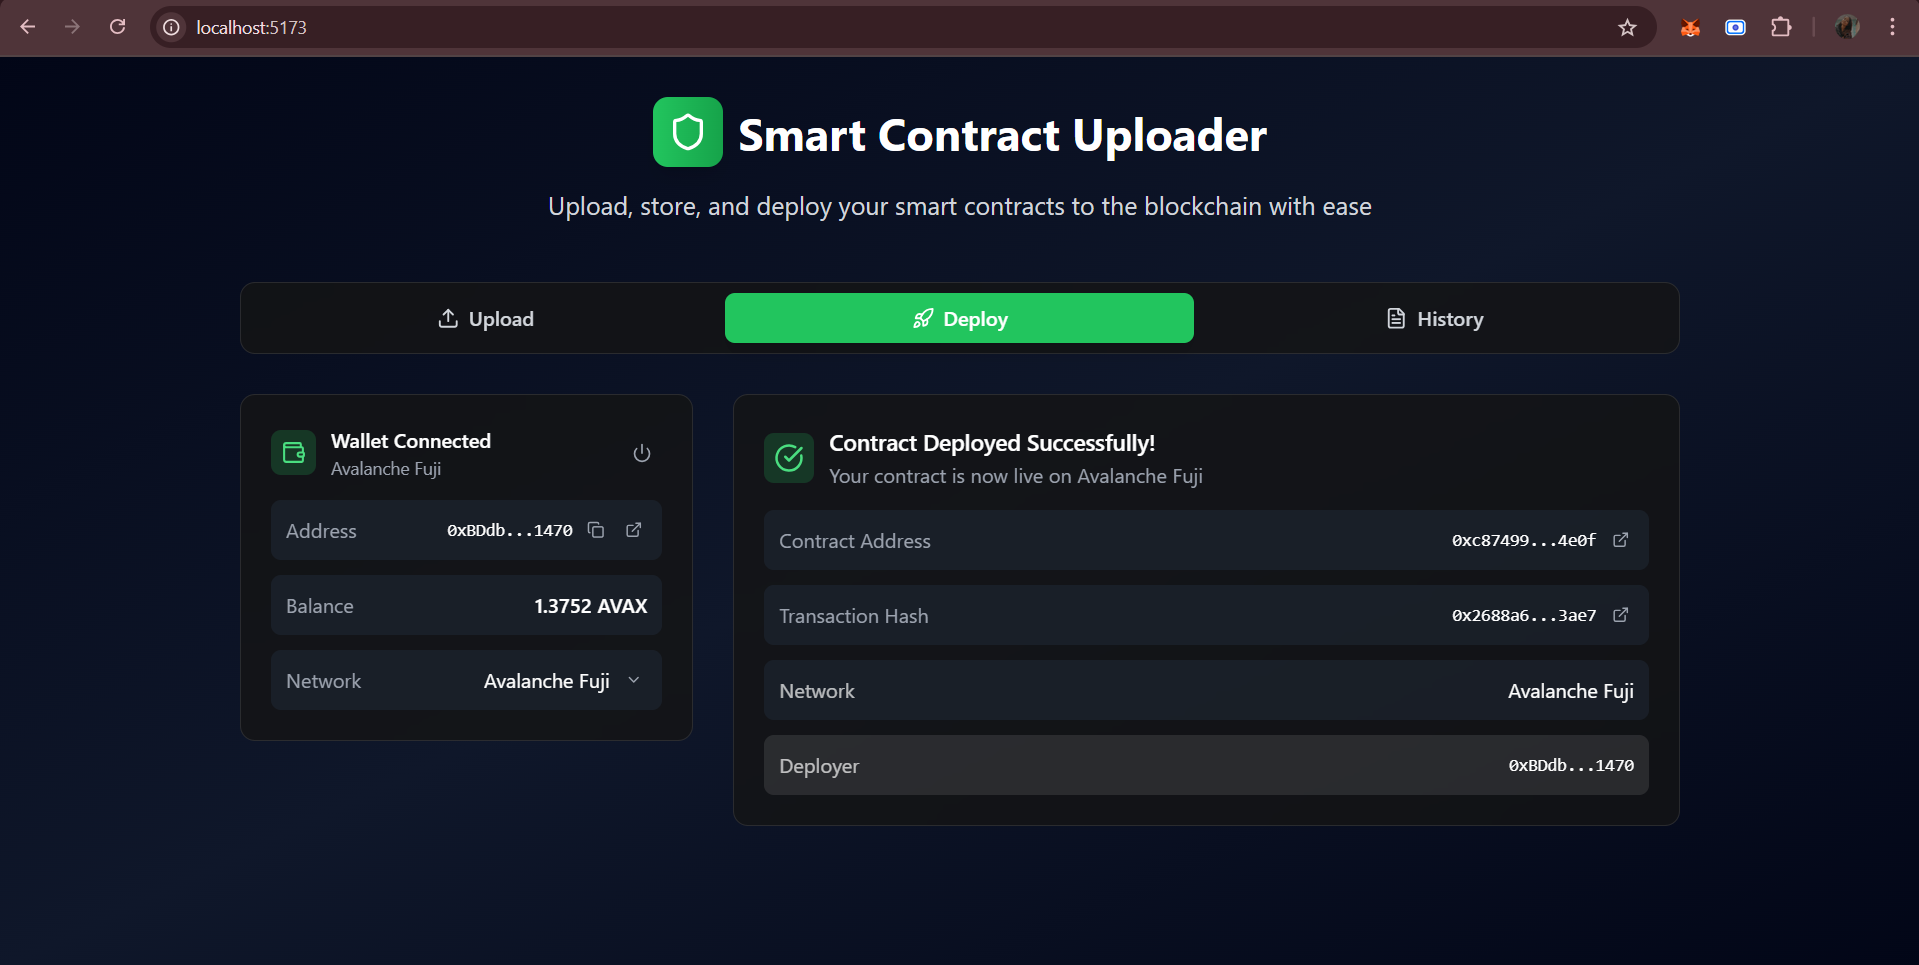 localhost:5173
Smart Contract Uploader
Upload, store, and deploy your smart contracts to the blockchain with ease
Upload
Deploy
History
Wallet Connected
Avalanche Fuji
Address 0xBDdb...1470
Balance 1.3752 AVAX
Network Avalanche Fuji
Contract Deployed Successfully!
Your contract is now live on Avalanche Fuji
Contract Address 0xc87499...4e0f
Transaction Hash 0x2688a6...3ae7
Network Avalanche Fuji
Deployer 0xBDdb...1470